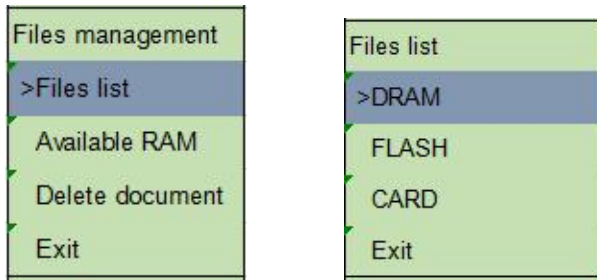 Files management
>Files list
Available RAM
Delete document
Exit
Files list
>DRAM
FLASH
CARD
Exit